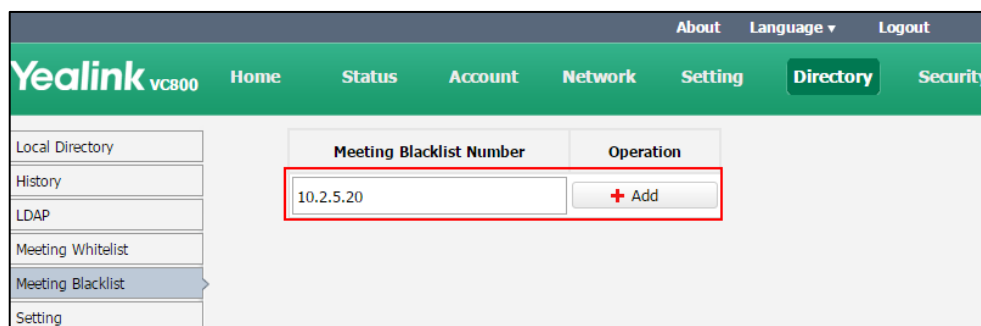 About Language ▾ Logout
Yealink VC800 Home Status Account Network Setting Directory
Local Directory
Meeting Blacklist Number Operation
History
10.2.5.20 + Add
LDAP
Meeting Whitelist
Meeting Blacklist
Setting